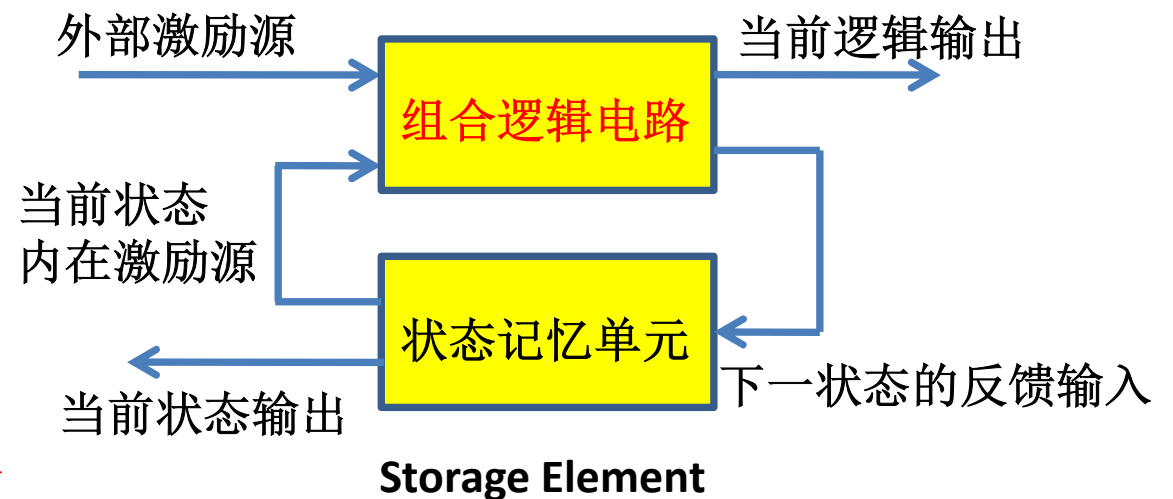 外部激励源
当前逻辑输出
组合逻辑电路
当前状态
内在激励源
状态记忆单元
下一状态的反馈输入
当前状态输出
Storage Element